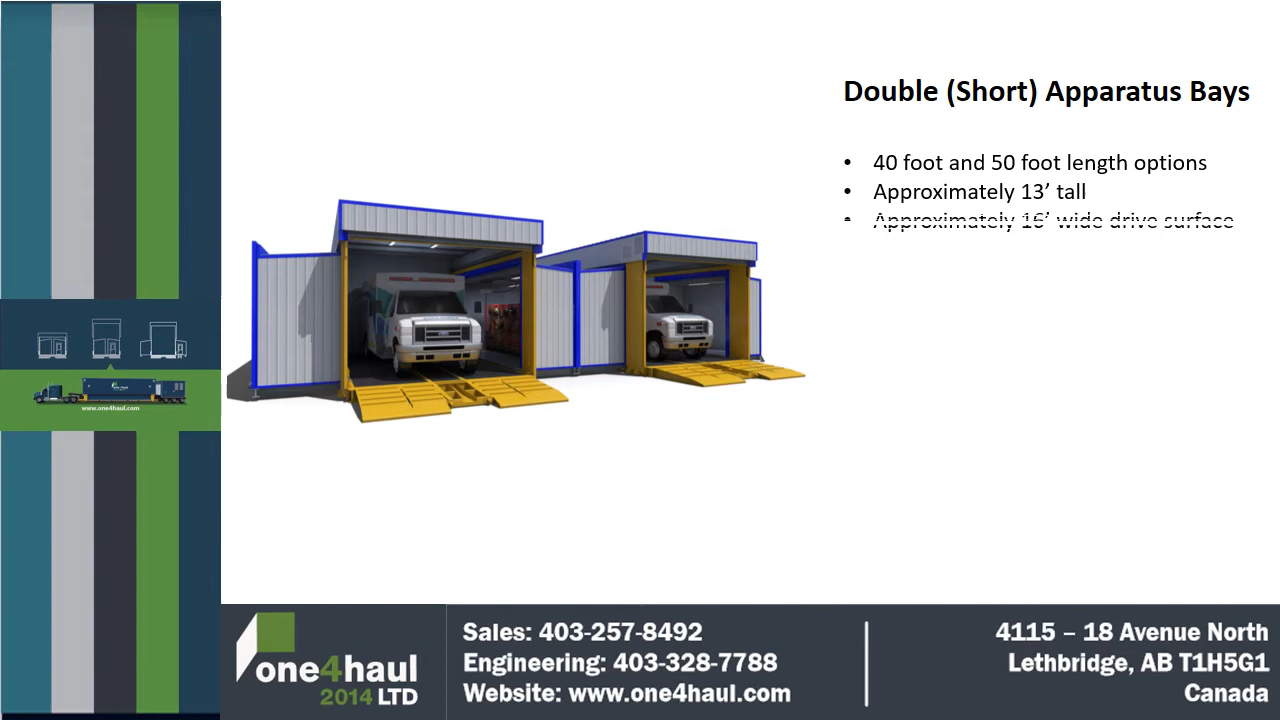 Double (Short) Apparatus Bays
• 40 foot and 50 foot length options
• Approximately 13’ tall
• Approximately 16’ wide drive surface
one4haul
www.one4haul.com
one4haul
2014 LTD
Sales: 403-257-8492
Engineering: 403-328-7788
Website: www.one4haul.com
4115 – 18 Avenue North
Lethbridge, AB T1H5G1
Canada